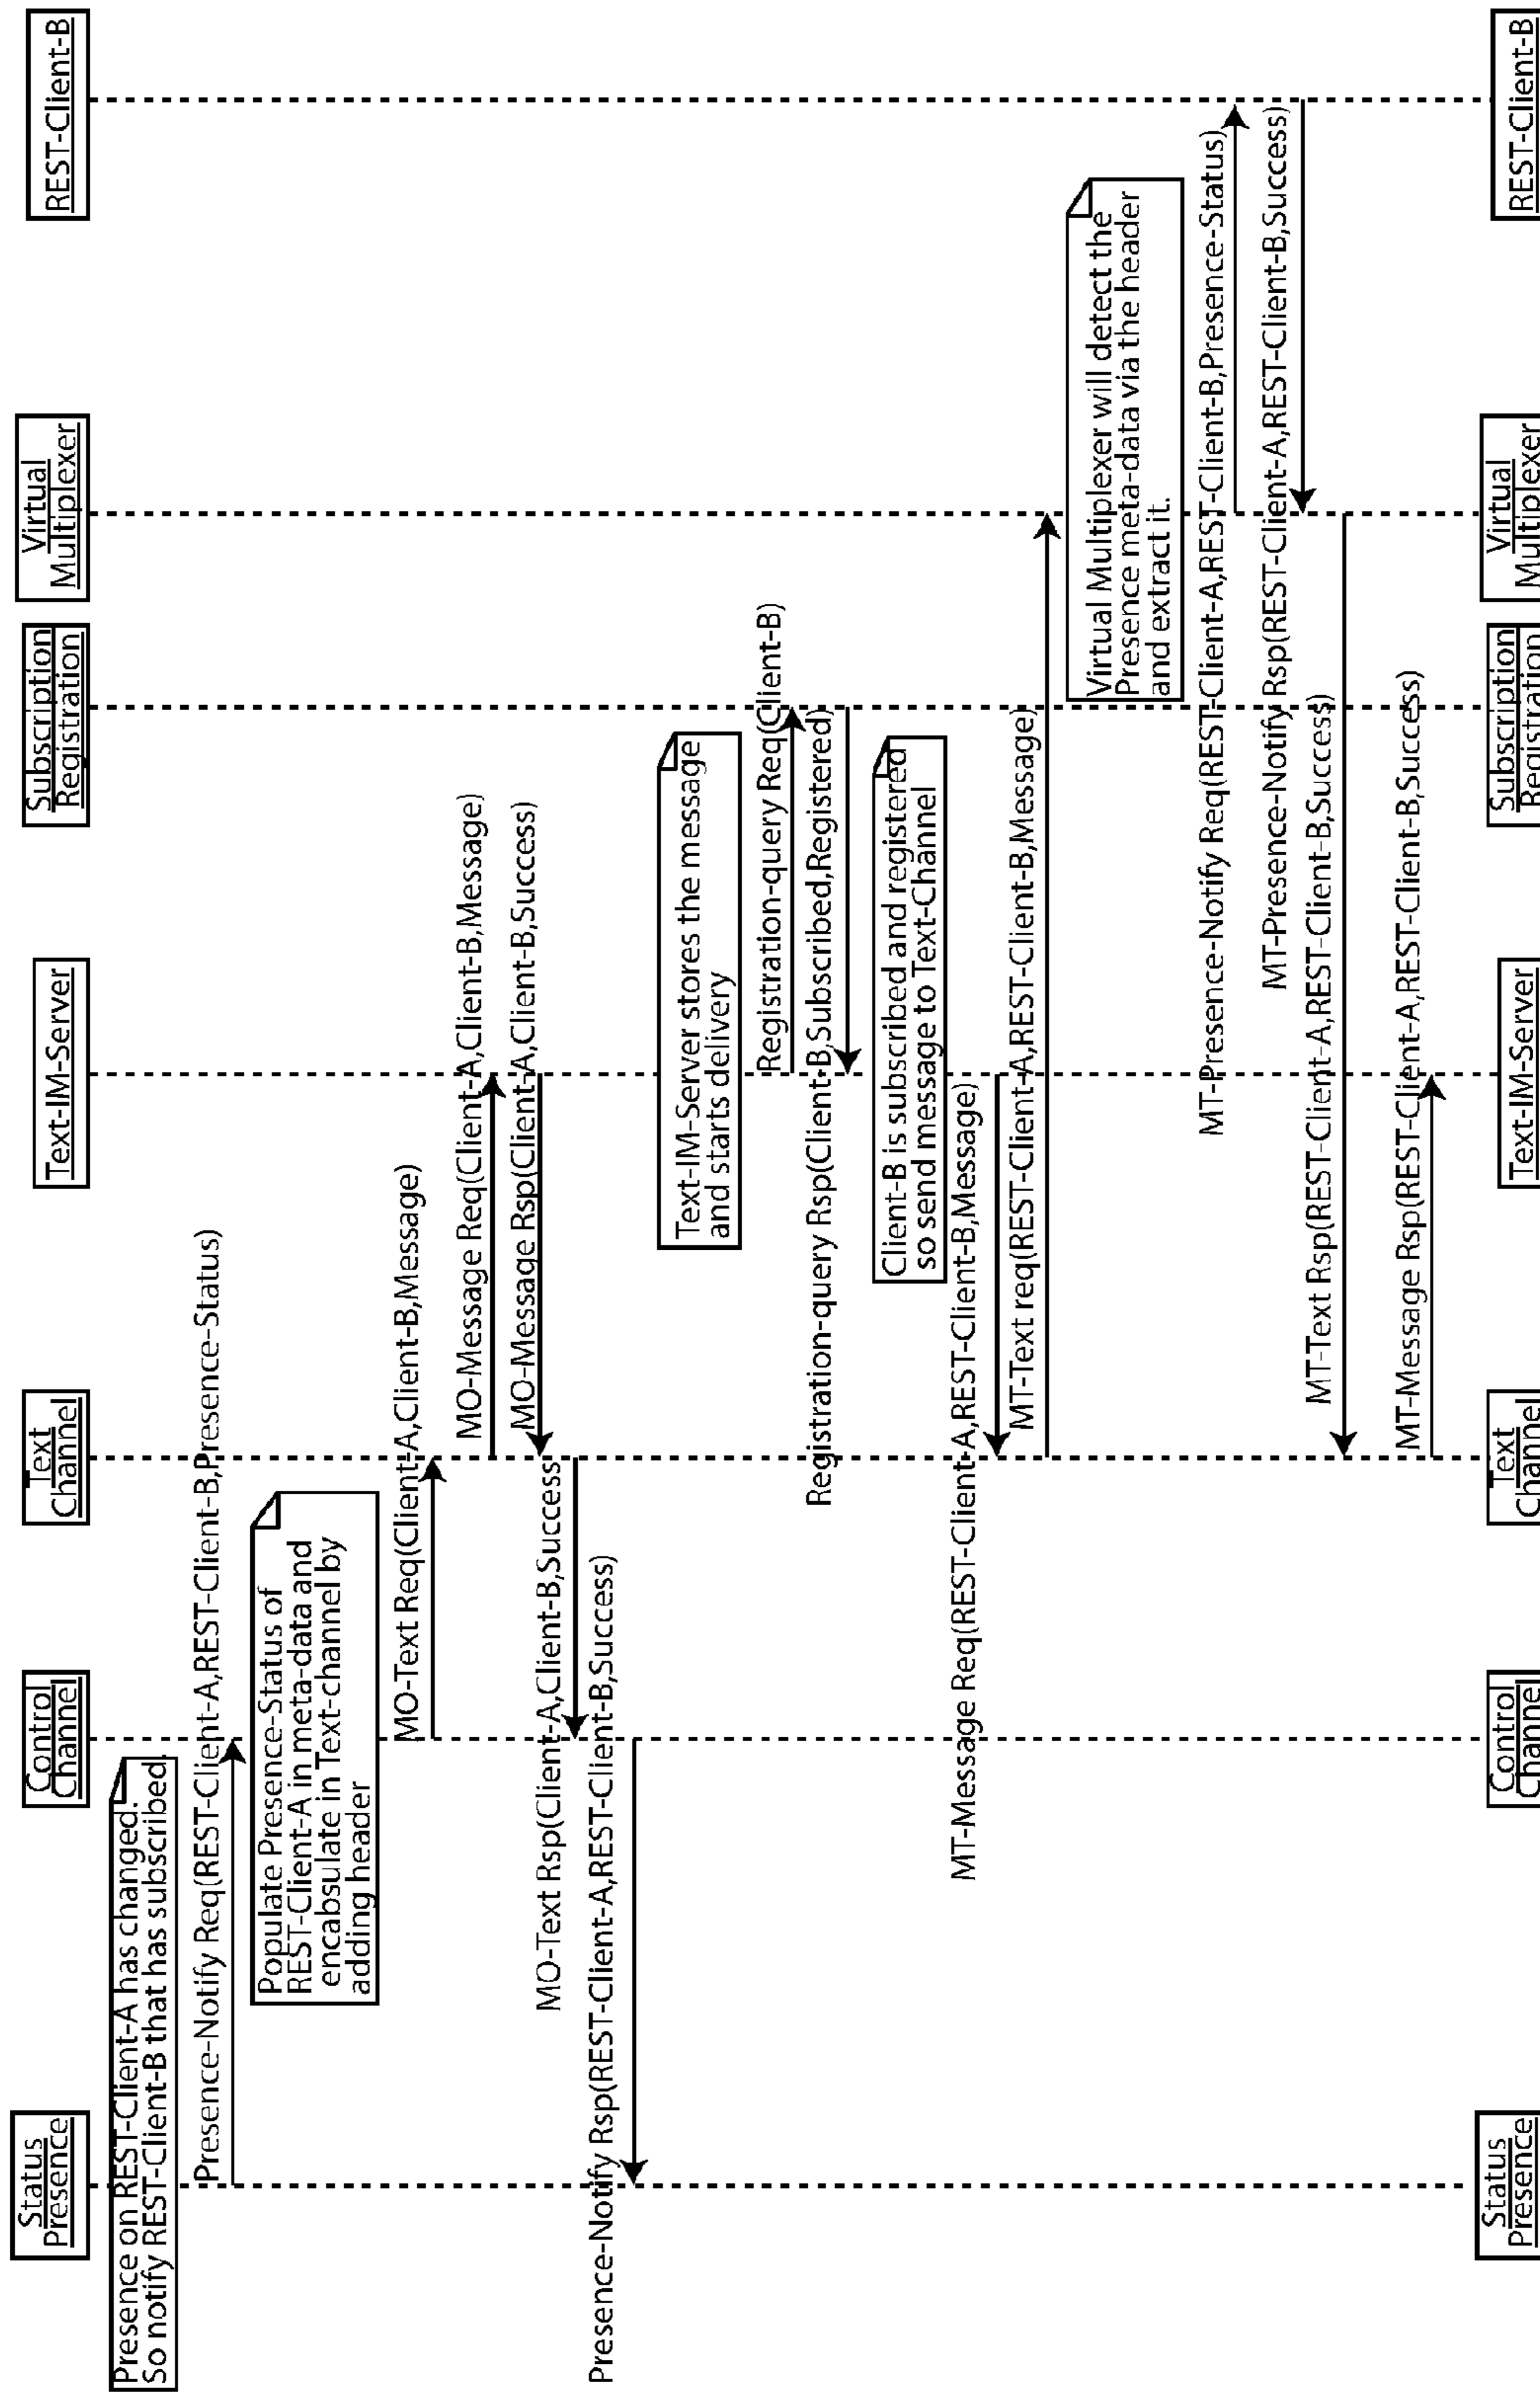 Status
Presence
Control
Channel
Text
Channel
Text-IM-Server
Subscription
Registration
Virtual
Multiplexer
REST-Client-B
Presence on REST-Client-A has changed.
So notify REST-Client-B that has subscribed.
Presence-Notify Req(REST-Client-A,REST-Client-B,Presence-Status)
Populate Presence-Status of
REST-Client-A in meta-data and
encabsulate in Text-channel by
adding header
MO-Text Req(Client-A,Client-B,Message)
MO-Message Req(Client-A,Client-B,Message)
MO-Message Rsp(Client-A,Client-B,Success)
MO-Text Rsp(Client-A,Client-B,Success
Presence-Notify Rsp(REST-Client-A,REST-Client-B,Success)
Text-IM-Server stores the message
and starts delivery
Registration-query Req(Client-B)
Registration-query Rsp(Client-B,Subscribed,Registered)
Client-B is subscribed and registered
so send message to Text-Channel
MT-Message Req(REST-Client-A,REST-Client-B,Message)
MT-Text req(REST-Client-A,REST-Client-B,Message)
Virtual Multiplexer will detect the
Presence meta-data via the header
and extract it.
MT-Presence-Notify Req(REST-Client-A,REST-Client-B,Presence-Status)
MT-Presence-Notify Rsp(REST-Client-A,REST-Client-B,Success)
MT-Text Rsp(REST-Client-A,REST-Client-B,Success)
MT-Message Rsp(REST-Client-A,REST-Client-B,Success)
Status
Presence
Control
Channel
Text
Channel
Text-IM-Server
Subscription
Registration
Virtual
Multiplexer
REST-Client-B